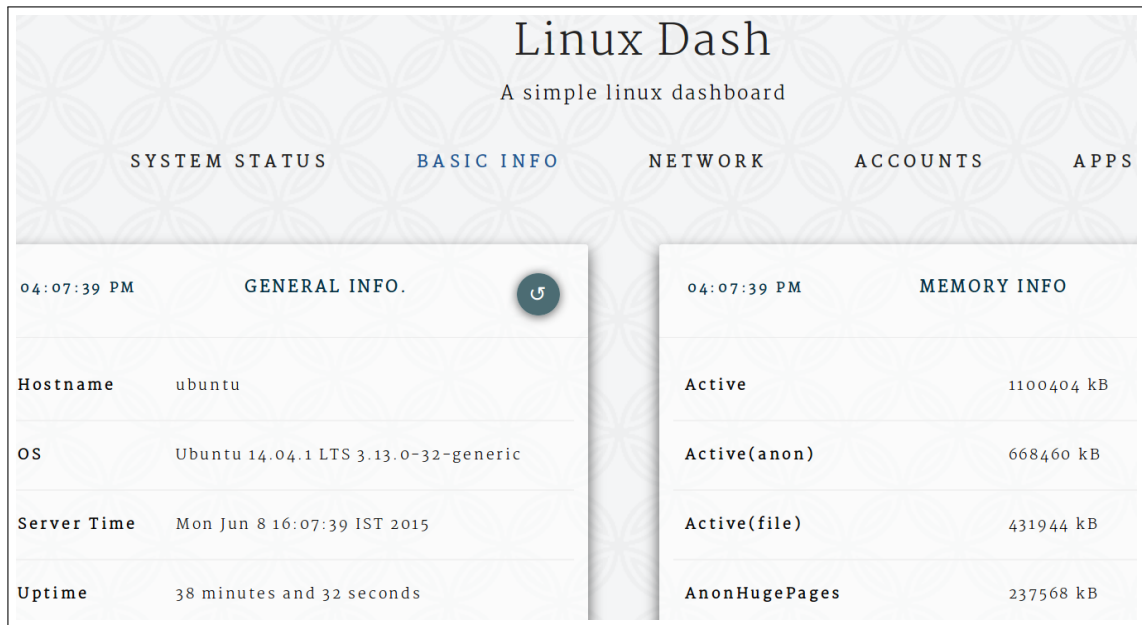 Linux Dash
A simple linux dashboard
SYSTEM STATUS BASIC INFO NETWORK ACCOUNTS APPS
04:07:39 PM GENERAL INFO. ↺
Hostname ubuntu
OS Ubuntu 14.04.1 LTS 3.13.0-32-generic
Server Time Mon Jun 8 16:07:39 IST 2015
Uptime 38 minutes and 32 seconds
04:07:39 PM MEMORY INFO
Active 1100404 kB
Active(anon) 668460 kB
Active(file) 431944 kB
AnonHugePages 237568 kB